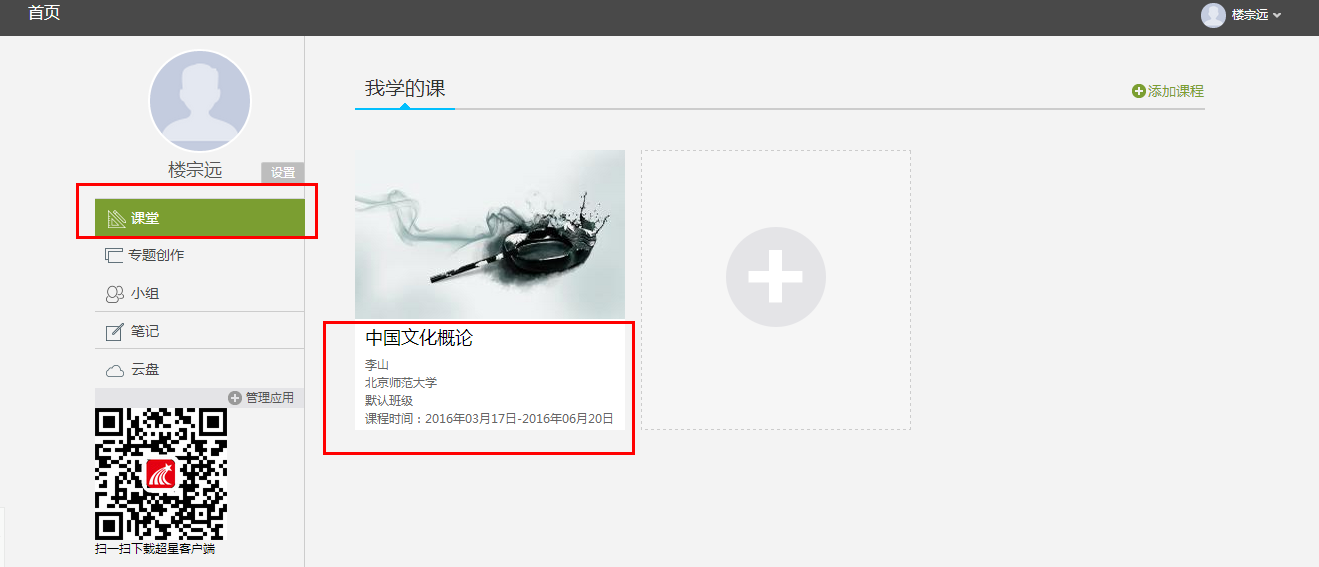 首页
楼宗远
楼宗远
设置
课堂
专题创作
小组
笔记
云盘
管理应用
扫一扫下载超星客户端
我学的课
添加课程
中国文化概论
李山
北京师范大学
默认班级
课程时间：2016年03月17日-2016年06月20日